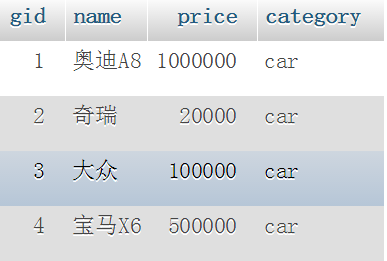 gid name price category
1 奥迪A8 1000000 car
2 奇瑞 20000 car
3 大众 100000 car
4 宝马X6 500000 car